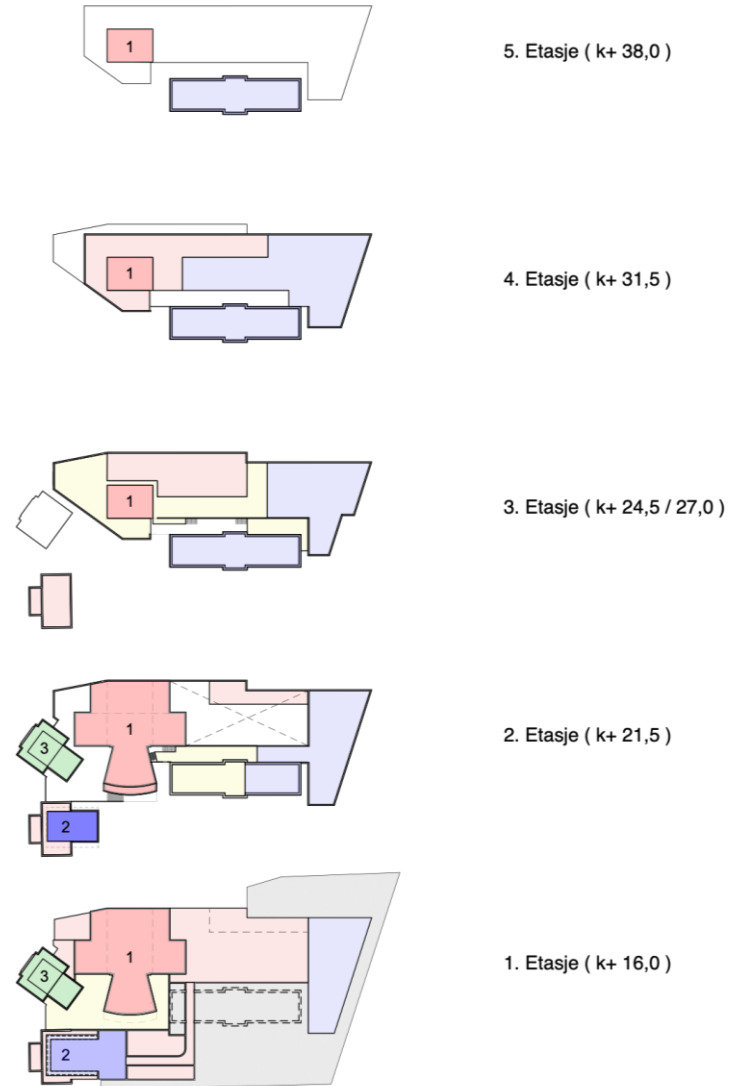 1
5. Etasje ( k+ 38,0 )
1
4. Etasje ( k+ 31,5 )
1
3. Etasje ( k+ 24,5 / 27,0 )
1
3
2
2. Etasje ( k+ 21,5 )
1
3
2
1. Etasje ( k+ 16,0 )